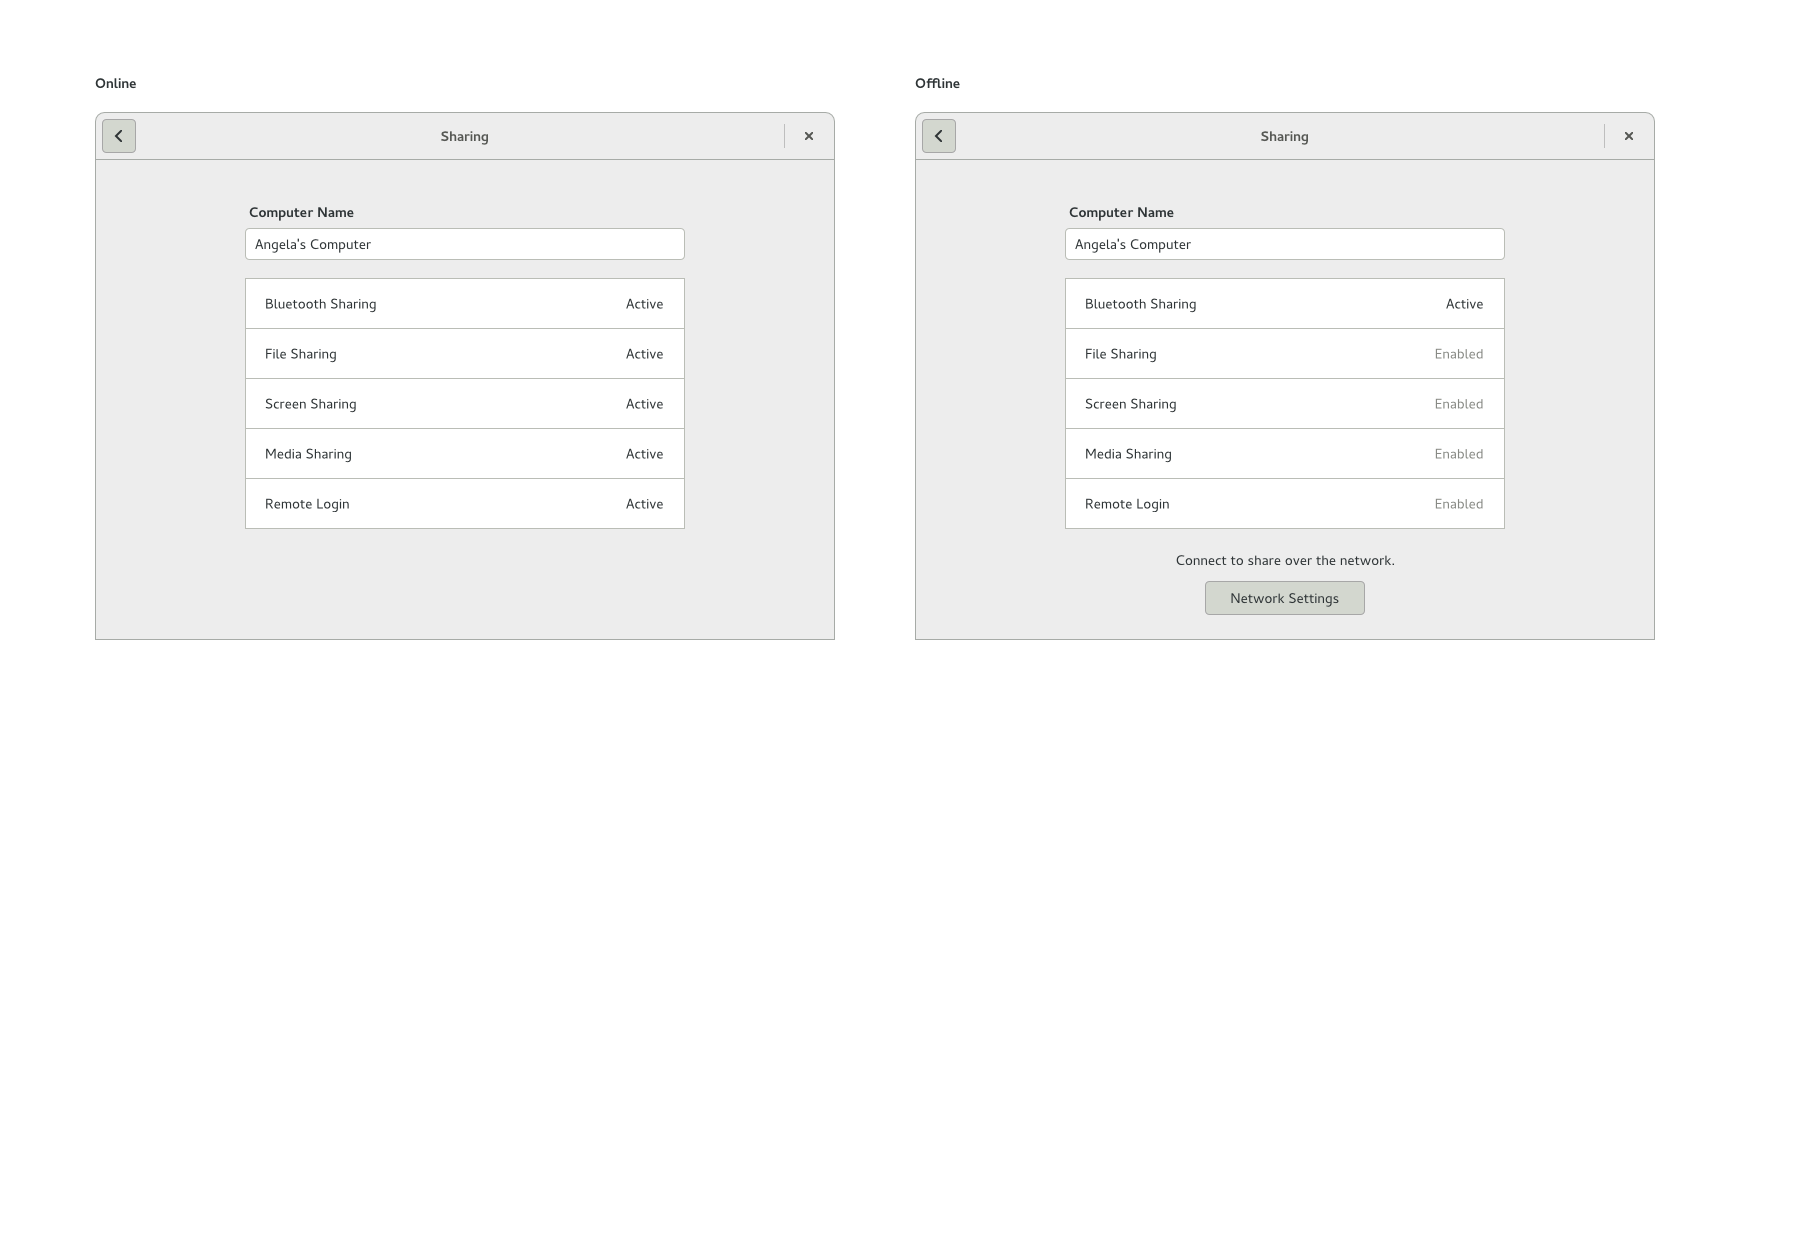 Online
Sharing
Computer Name
Angela's Computer
Bluetooth Sharing Active
File Sharing Active
Screen Sharing Active
Media Sharing Active
Remote Login Active
Offline
Sharing
Computer Name
Angela's Computer
Bluetooth Sharing Active
File Sharing Enabled
Screen Sharing Enabled
Media Sharing Enabled
Remote Login Enabled
Connect to share over the network.
Network Settings